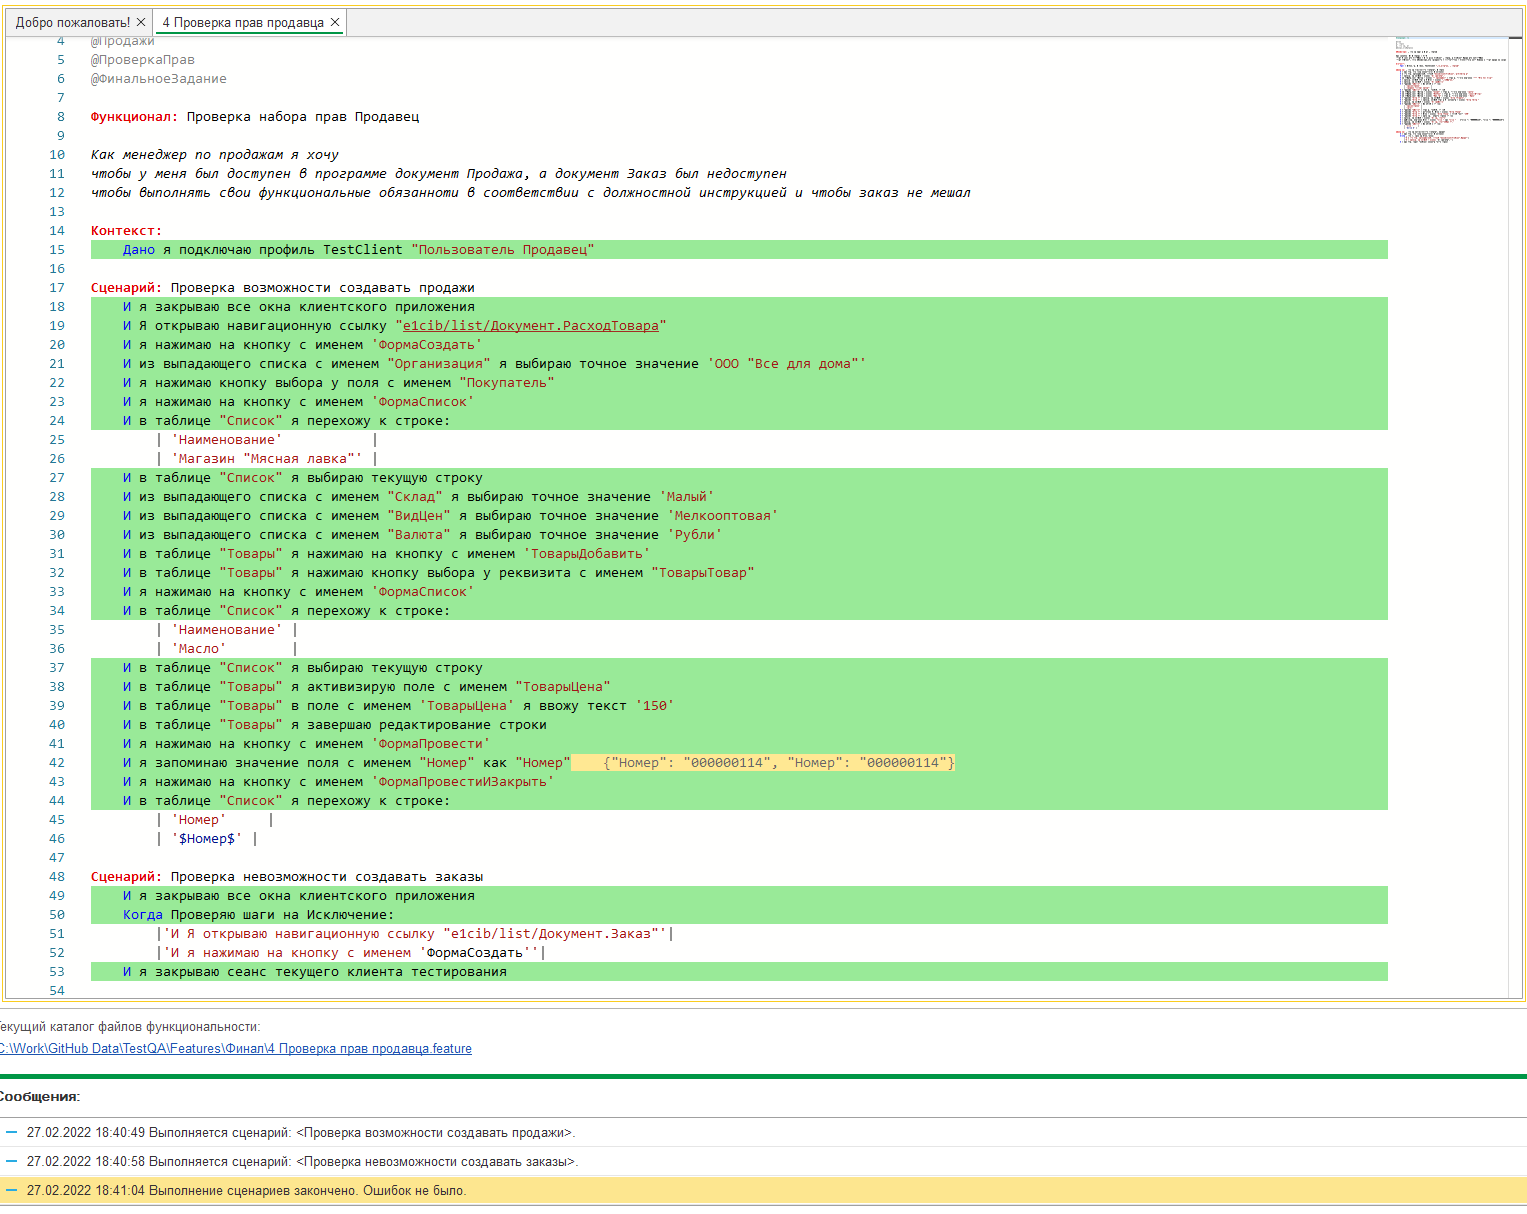 Добро пожаловать! ×
4 Проверка прав продавца ×
4 @Продажи
5 @ПроверкаПрав
6 @ФинальноеЗадание
7
8 Функционал: Проверка набора прав Продавец
9
10 Как менеджер по продажам я хочу
11 чтобы у меня был доступен в программе документ Продажа, а документ Заказ был недоступен
12 чтобы выполнять свои функциональные обязанноти в соответствии с должностной инструкцией и чтобы заказ не мешал
13
14 Контекст:
15 Дано я подключаю профиль TestClient "Пользователь Продавец"
16
17 Сценарий: Проверка возможности создавать продажи
18 И я закрываю все окна клиентского приложения
19 И Я открываю навигационную ссылку "e1cib/list/Документ.РасходТовара"
20 И я нажимаю на кнопку с именем 'ФормаСоздать'
21 И из выпадающего списка с именем "Организация" я выбираю точное значение 'ООО "Все для дома"'
22 И я нажимаю кнопку выбора у поля с именем "Покупатель"
23 И я нажимаю на кнопку с именем 'ФормаСписок'
24 И в таблице "Список" я перехожу к строке:
25 | 'Наименование' |
26 | 'Магазин "Мясная лавка"' |
27 И в таблице "Список" я выбираю текущую строку
28 И из выпадающего списка с именем "Склад" я выбираю точное значение 'Малый'
29 И из выпадающего списка с именем "ВидЦен" я выбираю точное значение 'Мелкооптовая'
30 И из выпадающего списка с именем "Валюта" я выбираю точное значение 'Рубли'
31 И в таблице "Товары" я нажимаю на кнопку с именем 'ТоварыДобавить'
32 И в таблице "Товары" я нажимаю кнопку выбора у реквизита с именем "ТоварыТовар"
33 И я нажимаю на кнопку с именем 'ФормаСписок'
34 И в таблице "Список" я перехожу к строке:
35 | 'Наименование' |
36 | 'Масло' |
37 И в таблице "Список" я выбираю текущую строку
38 И в таблице "Товары" я активизирую поле с именем "ТоварыЦена"
39 И в таблице "Товары" в поле с именем 'ТоварыЦена' я ввожу текст '150'
40 И в таблице "Товары" я завершаю редактирование строки
41 И я нажимаю на кнопку с именем 'ФормаПровести'
42 И я запоминаю значение поля с именем "Номер" как "Номер" {"Номер": "000000114", "Номер": "000000114"}
43 И я нажимаю на кнопку с именем 'ФормаПровестиИЗакрыть'
44 И в таблице "Список" я перехожу к строке:
45 | 'Номер' |
46 | '$Номер$' |
47
48 Сценарий: Проверка невозможности создавать заказы
49 И я закрываю все окна клиентского приложения
50 Когда Проверяю шаги на Исключение:
51 |'И Я открываю навигационную ссылку "e1cib/list/Документ.Заказ"'|
52 |'И я нажимаю на кнопку с именем 'ФормаСоздать''|
53 И я закрываю сеанс текущего клиента тестирования
54
Текущий каталог файлов функциональности:
C:\Work\GitHub Data\TestQA\Features\Финал\4 Проверка прав продавца.feature
Сообщения:
27.02.2022 18:40:49 Выполняется сценарий: <Проверка возможности создавать продажи>.
27.02.2022 18:40:58 Выполняется сценарий: <Проверка невозможности создавать заказы>.
27.02.2022 18:41:04 Выполнение сценариев закончено. Ошибок не было.